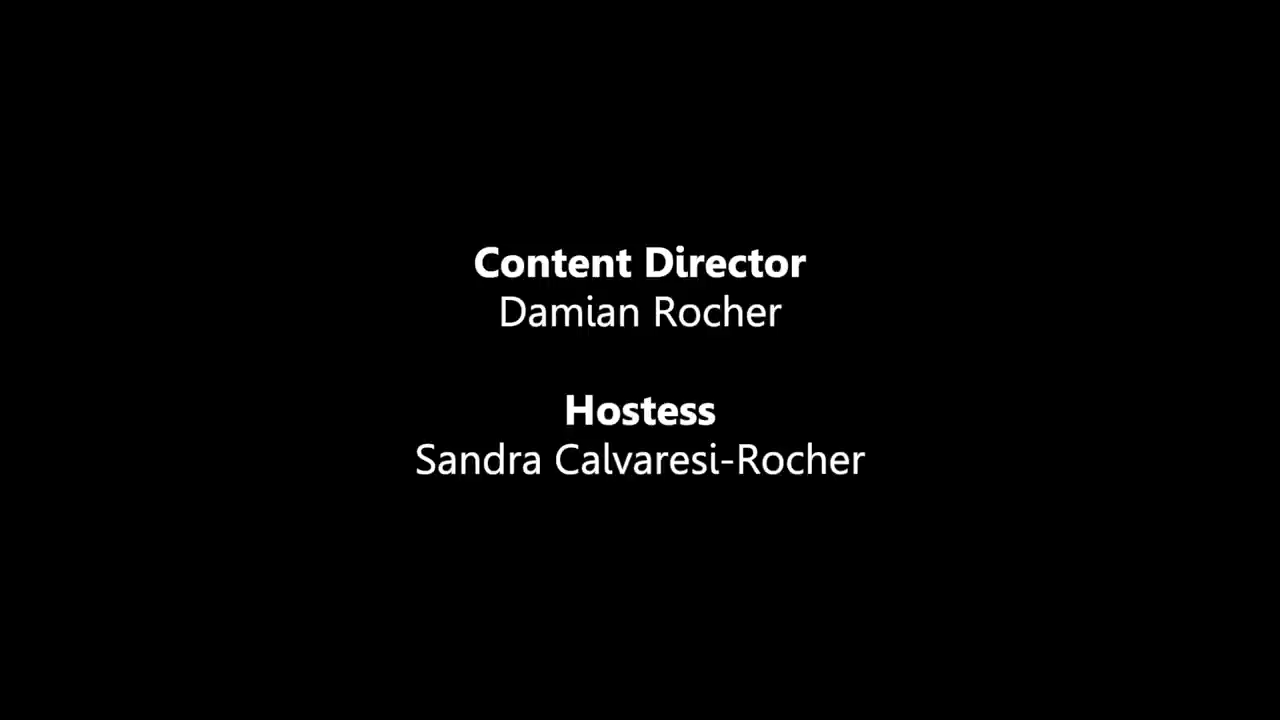 Content Director
Damian Rocher
Hostess
Sandra Calvaresi-Rocher